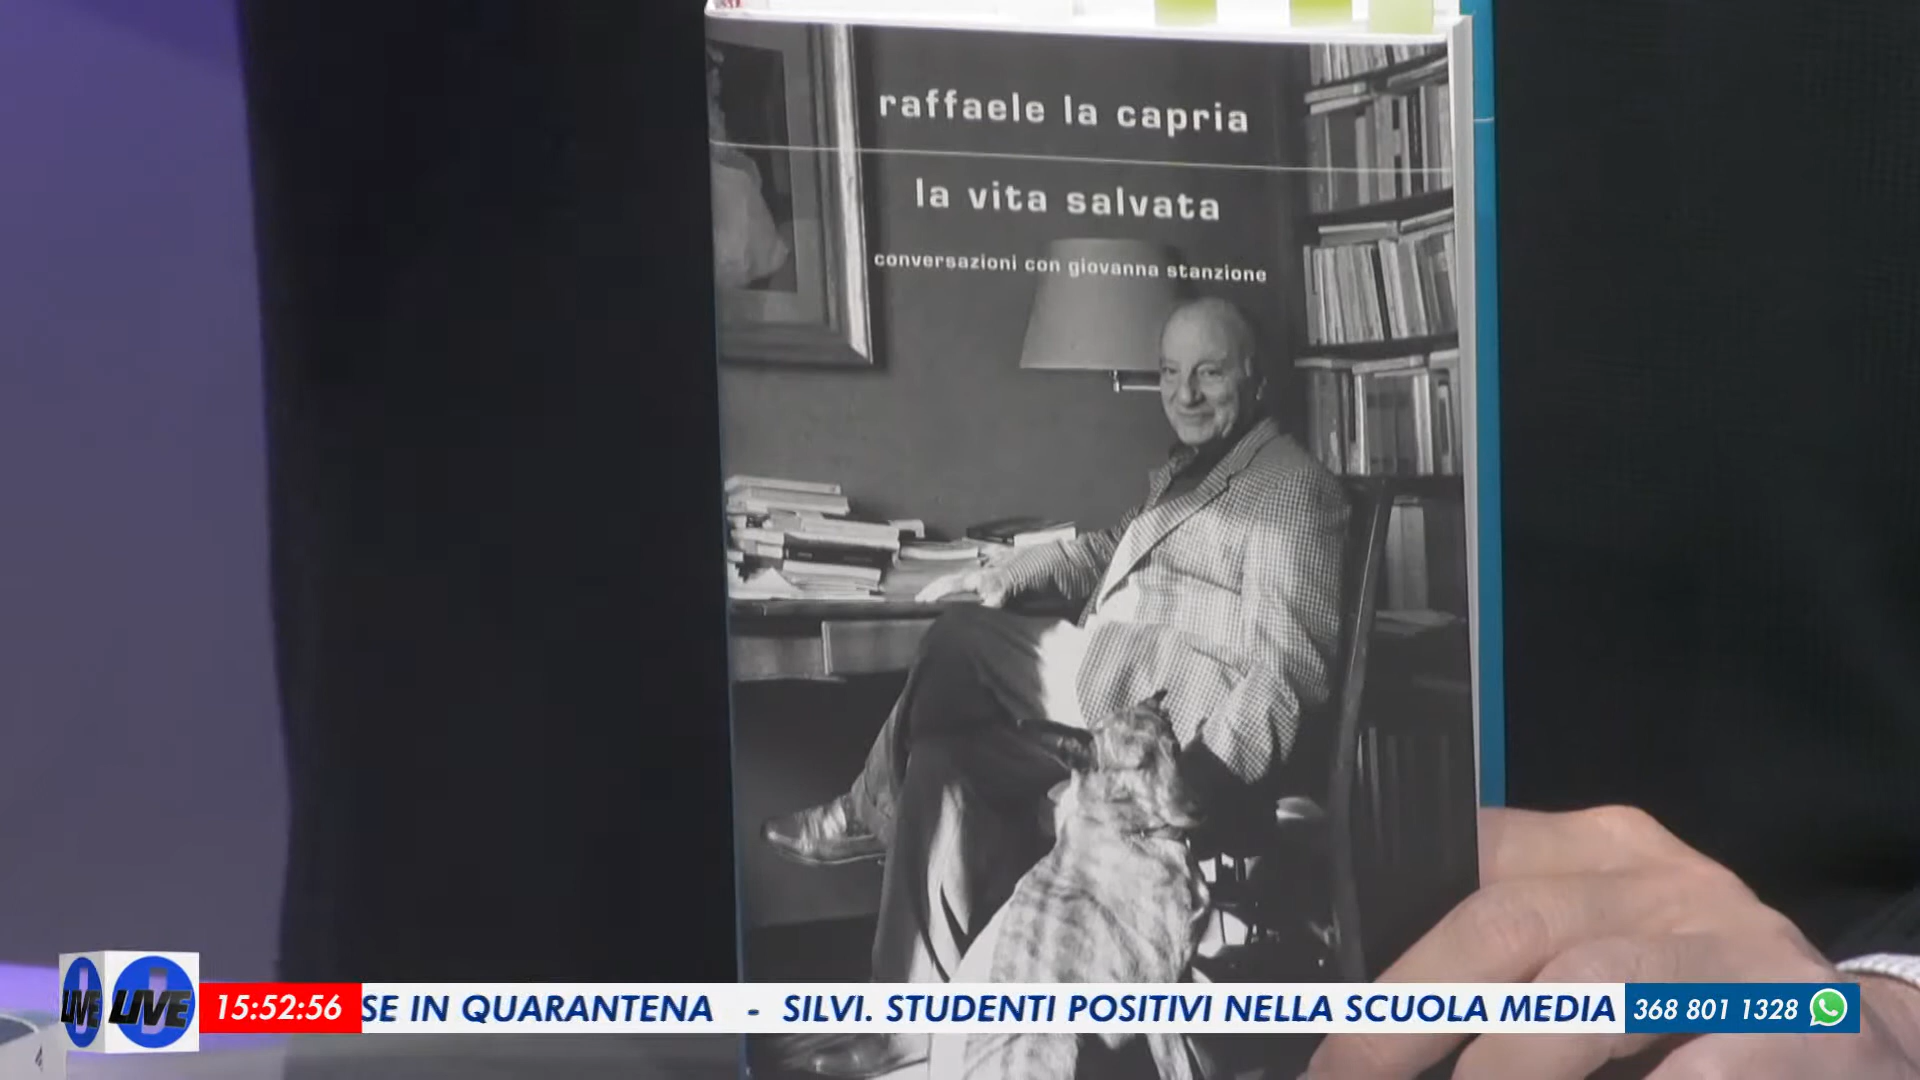 raffaele la capria
la vita salvata
conversazioni con giovanna stanzione
LIVE LIVE 15:52:56 SE IN QUARANTENA - SILVI. STUDENTI POSITIVI NELLA SCUOLA MEDIA 368 801 1328